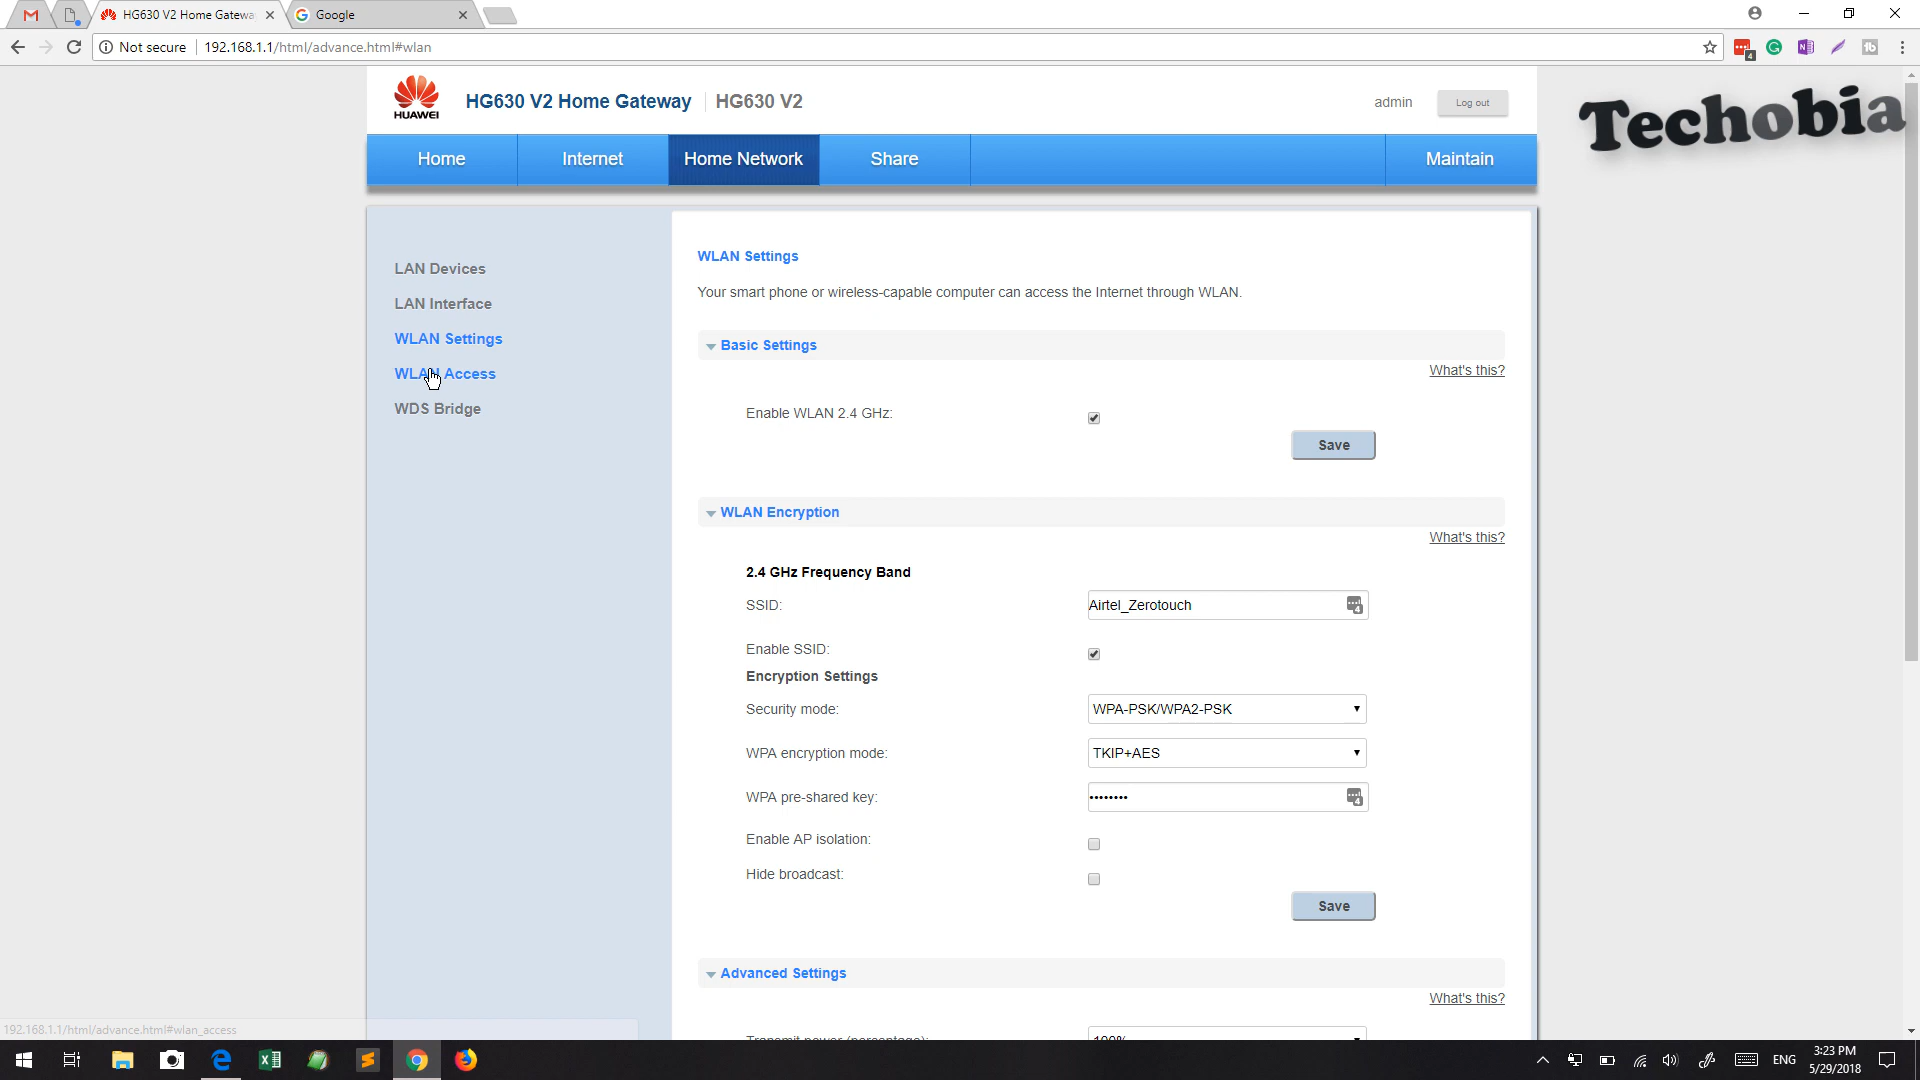 HG630 V2 Home Gateway
Google
Not secure
192.168.1.1/html/advance.html#wlan
4
HUAWEI
HG630 V2 Home Gateway
HG630 V2
admin
Log out
Techobia
Home
Internet
Home Network
Share
Maintain
LAN Devices
LAN Interface
WLAN Settings
WLAN Access
WDS Bridge
WLAN Settings
Your smart phone or wireless-capable computer can access the Internet through WLAN.
Basic Settings
What's this?
Enable WLAN 2.4 GHz:
Save
WLAN Encryption
What's this?
2.4 GHz Frequency Band
SSID:
Airtel_Zerotouch
Enable SSID:
Encryption Settings
Security mode:
WPA-PSK/WPA2-PSK
WPA encryption mode:
TKIP+AES
WPA pre-shared key:
••••••••
Enable AP isolation:
Hide broadcast:
Save
Advanced Settings
What's this?
Transmit power (percentage):
100%
192.168.1.1/html/advance.html#wlan_access
ENG
3:23 PM
5/29/2018